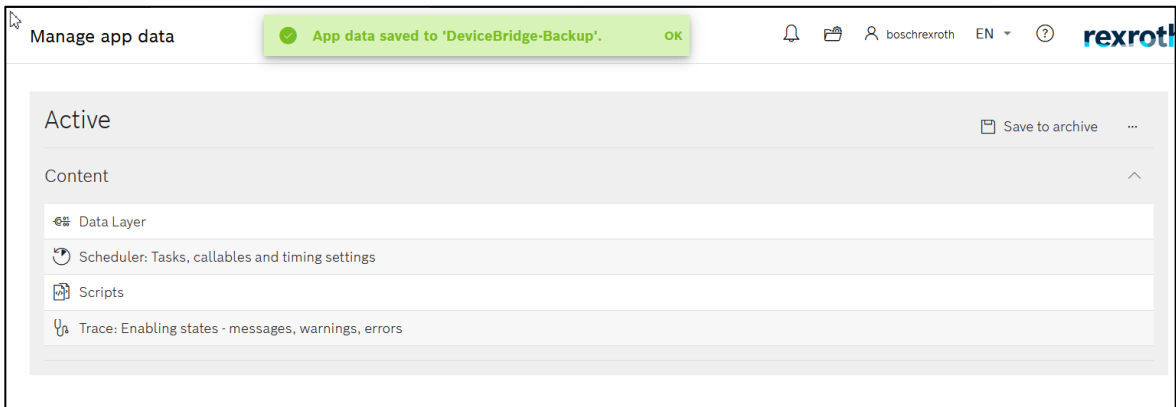 Manage app data
App data saved to 'DeviceBridge-Backup'. OK
boschrexroth EN
rexroth
Active
Save to archive ...
Content
Data Layer
Scheduler: Tasks, callables and timing settings
Scripts
Trace: Enabling states - messages, warnings, errors